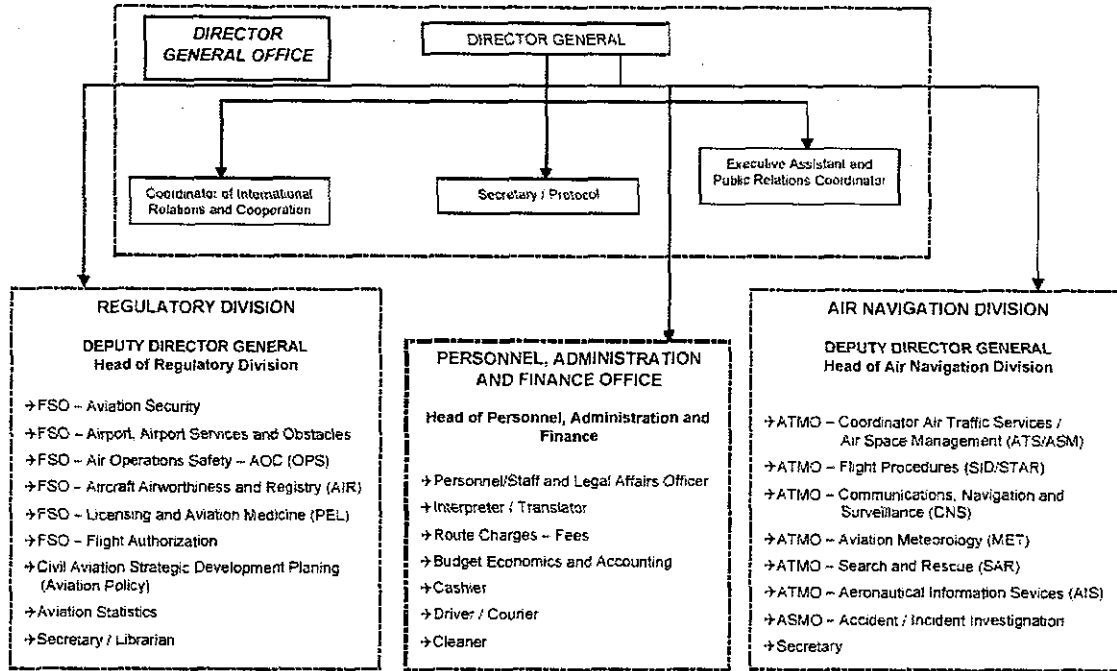 DIRECTOR
GENERAL OFFICE
DIRECTOR GENERAL
Coordinator of International
Relations and Cooperation
Secretary / Protocol
Executive Assistant and
Public Relations Coordinator
REGULATORY DIVISION
DEPUTY DIRECTOR GENERAL
Head of Regulatory Division
→FSO – Aviation Security
→FSO – Airport, Airport Services and Obstacles
→FSO – Air Operations Safety – AOC (OPS)
→FSO – Aircraft Airworthiness and Registry (AIR)
→FSO – Licensing and Aviation Medicine (PEL)
→FSO – Flight Authorization
→Civil Aviation Strategic Development Planing
(Aviation Policy)
→Aviation Statistics
→Secretary / Librarian
PERSONNEL, ADMINISTRATION
AND FINANCE OFFICE
Head of Personnel, Administration and
Finance
→Personnel/Staff and Legal Affairs Officer
→Interpreter / Translator
→Route Charges – Fees
→Budget Economics and Accounting
→Cashier
→Driver / Courier
→Cleaner
AIR NAVIGATION DIVISION
DEPUTY DIRECTOR GENERAL
Head of Air Navigation Division
→ATMO – Coordinator Air Traffic Services /
Air Space Management (ATS/ASM)
→ATMO – Flight Procedures (SID/STAR)
→ATMO – Communications, Navigation and
Surveillance (CNS)
→ATMO – Aviation Meteorology (MET)
→ATMO – Search and Rescue (SAR)
→ATMO – Aeronautical Information Sevices (AIS)
→ASMO – Accident / Incident Investignation
→Secretary